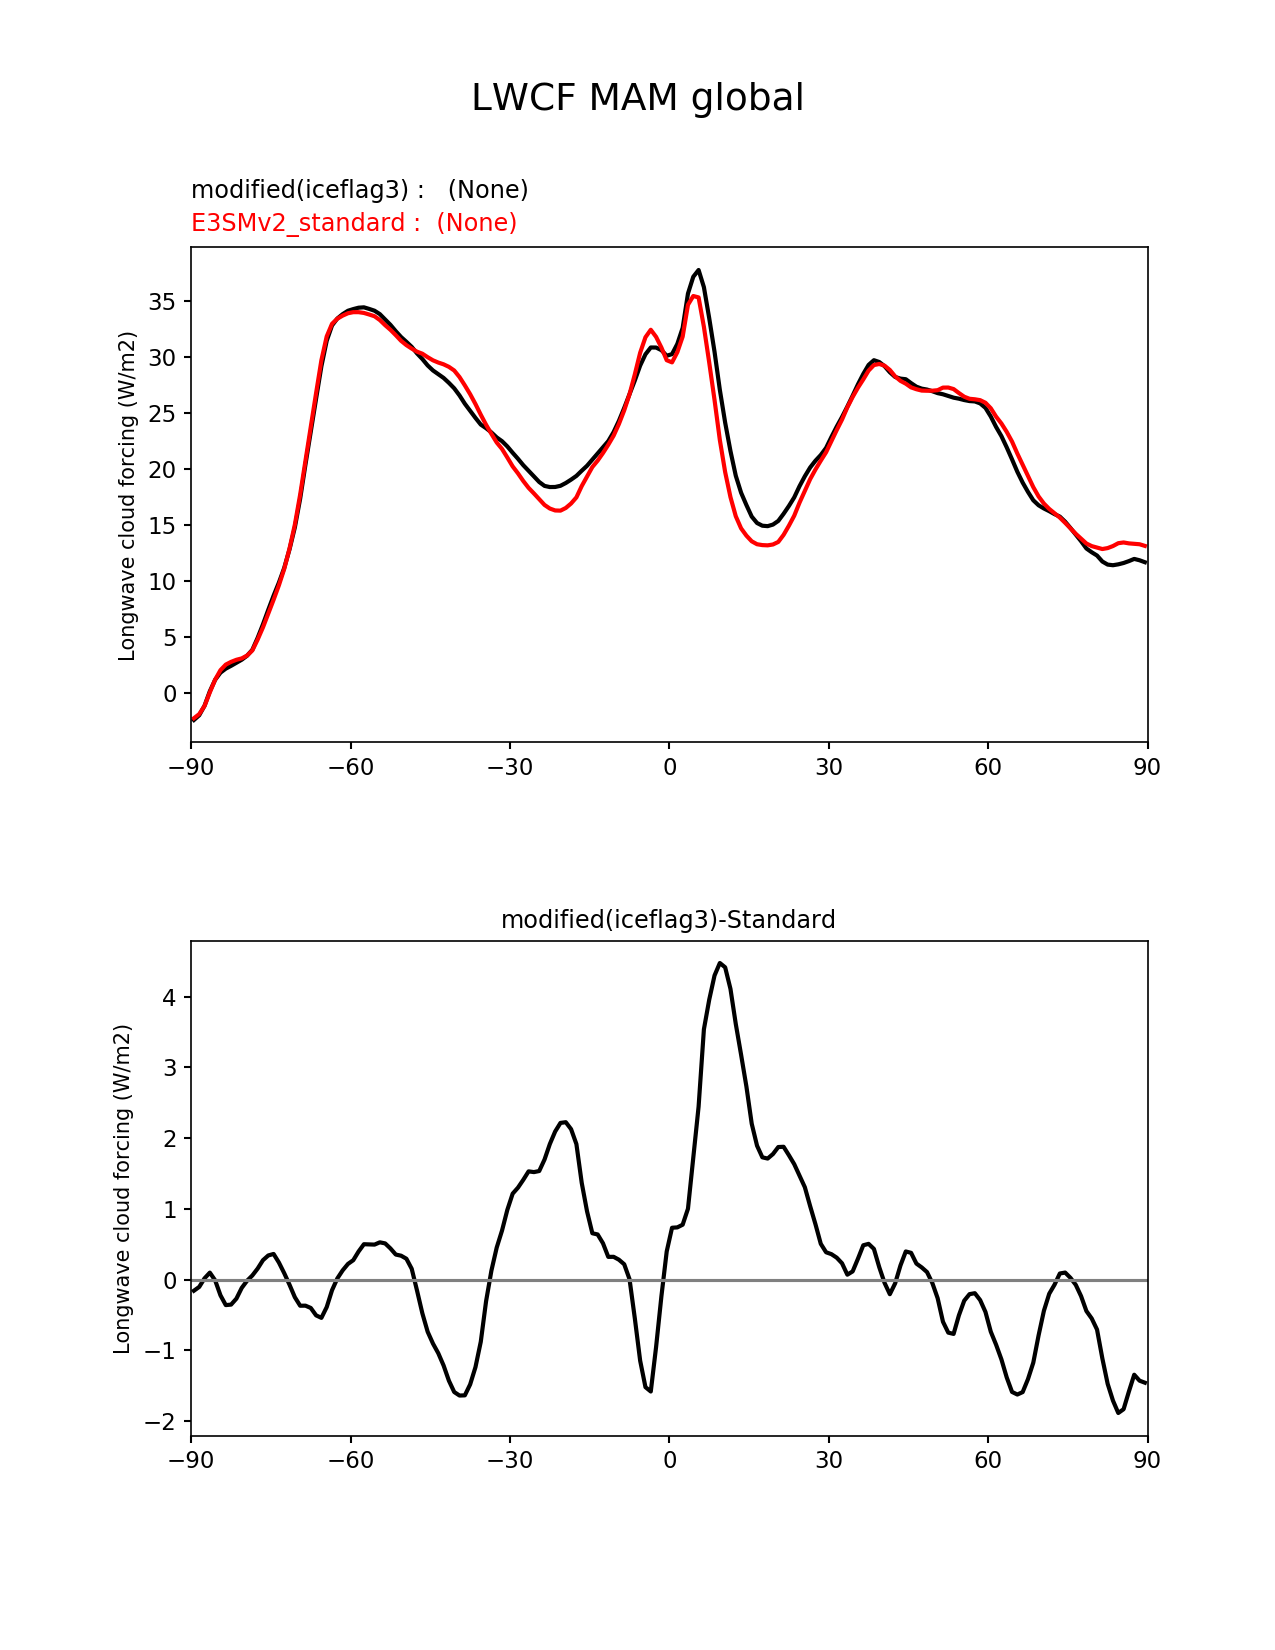 LWCF MAM global
modified(iceflag3) :   (None)
E3SMv2_standard :  (None)
Longwave cloud forcing (W/m2)
35
30
25
20
15
10
5
0
−90 −60 −30 0 30 60 90
modified(iceflag3)-Standard
Longwave cloud forcing (W/m2)
4
3
2
1
0
−1
−2
−90 −60 −30 0 30 60 90